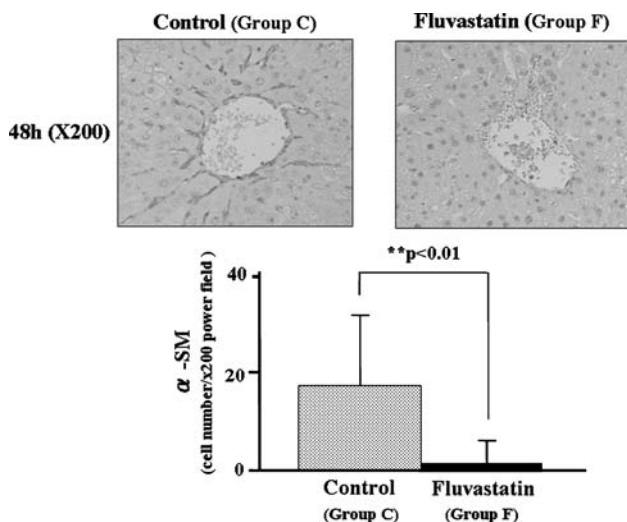 Control (Group C)
Fluvastatin (Group F)
48h (X200)
**p<0.01
40
20
0
α -SM
(cell number/x200 power field)
Control
(Group C)
Fluvastatin
(Group F)